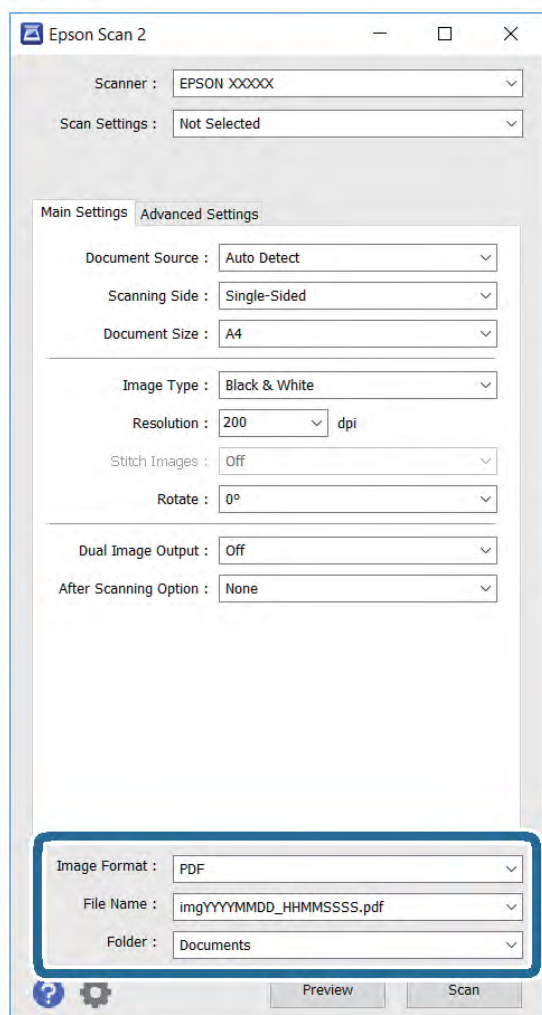 Epson Scan 2
Scanner : EPSON XXXXX
Scan Settings : Not Selected
Main Settings Advanced Settings
Document Source : Auto Detect
Scanning Side : Single-Sided
Document Size : A4
Image Type : Black & White
Resolution : 200 dpi
Stitch Images : Off
Rotate : 0°
Dual Image Output : Off
After Scanning Option : None
Image Format : PDF
File Name : imgYYYYMMDD_HHMMSSSS.pdf
Folder : Documents
? Preview Scan